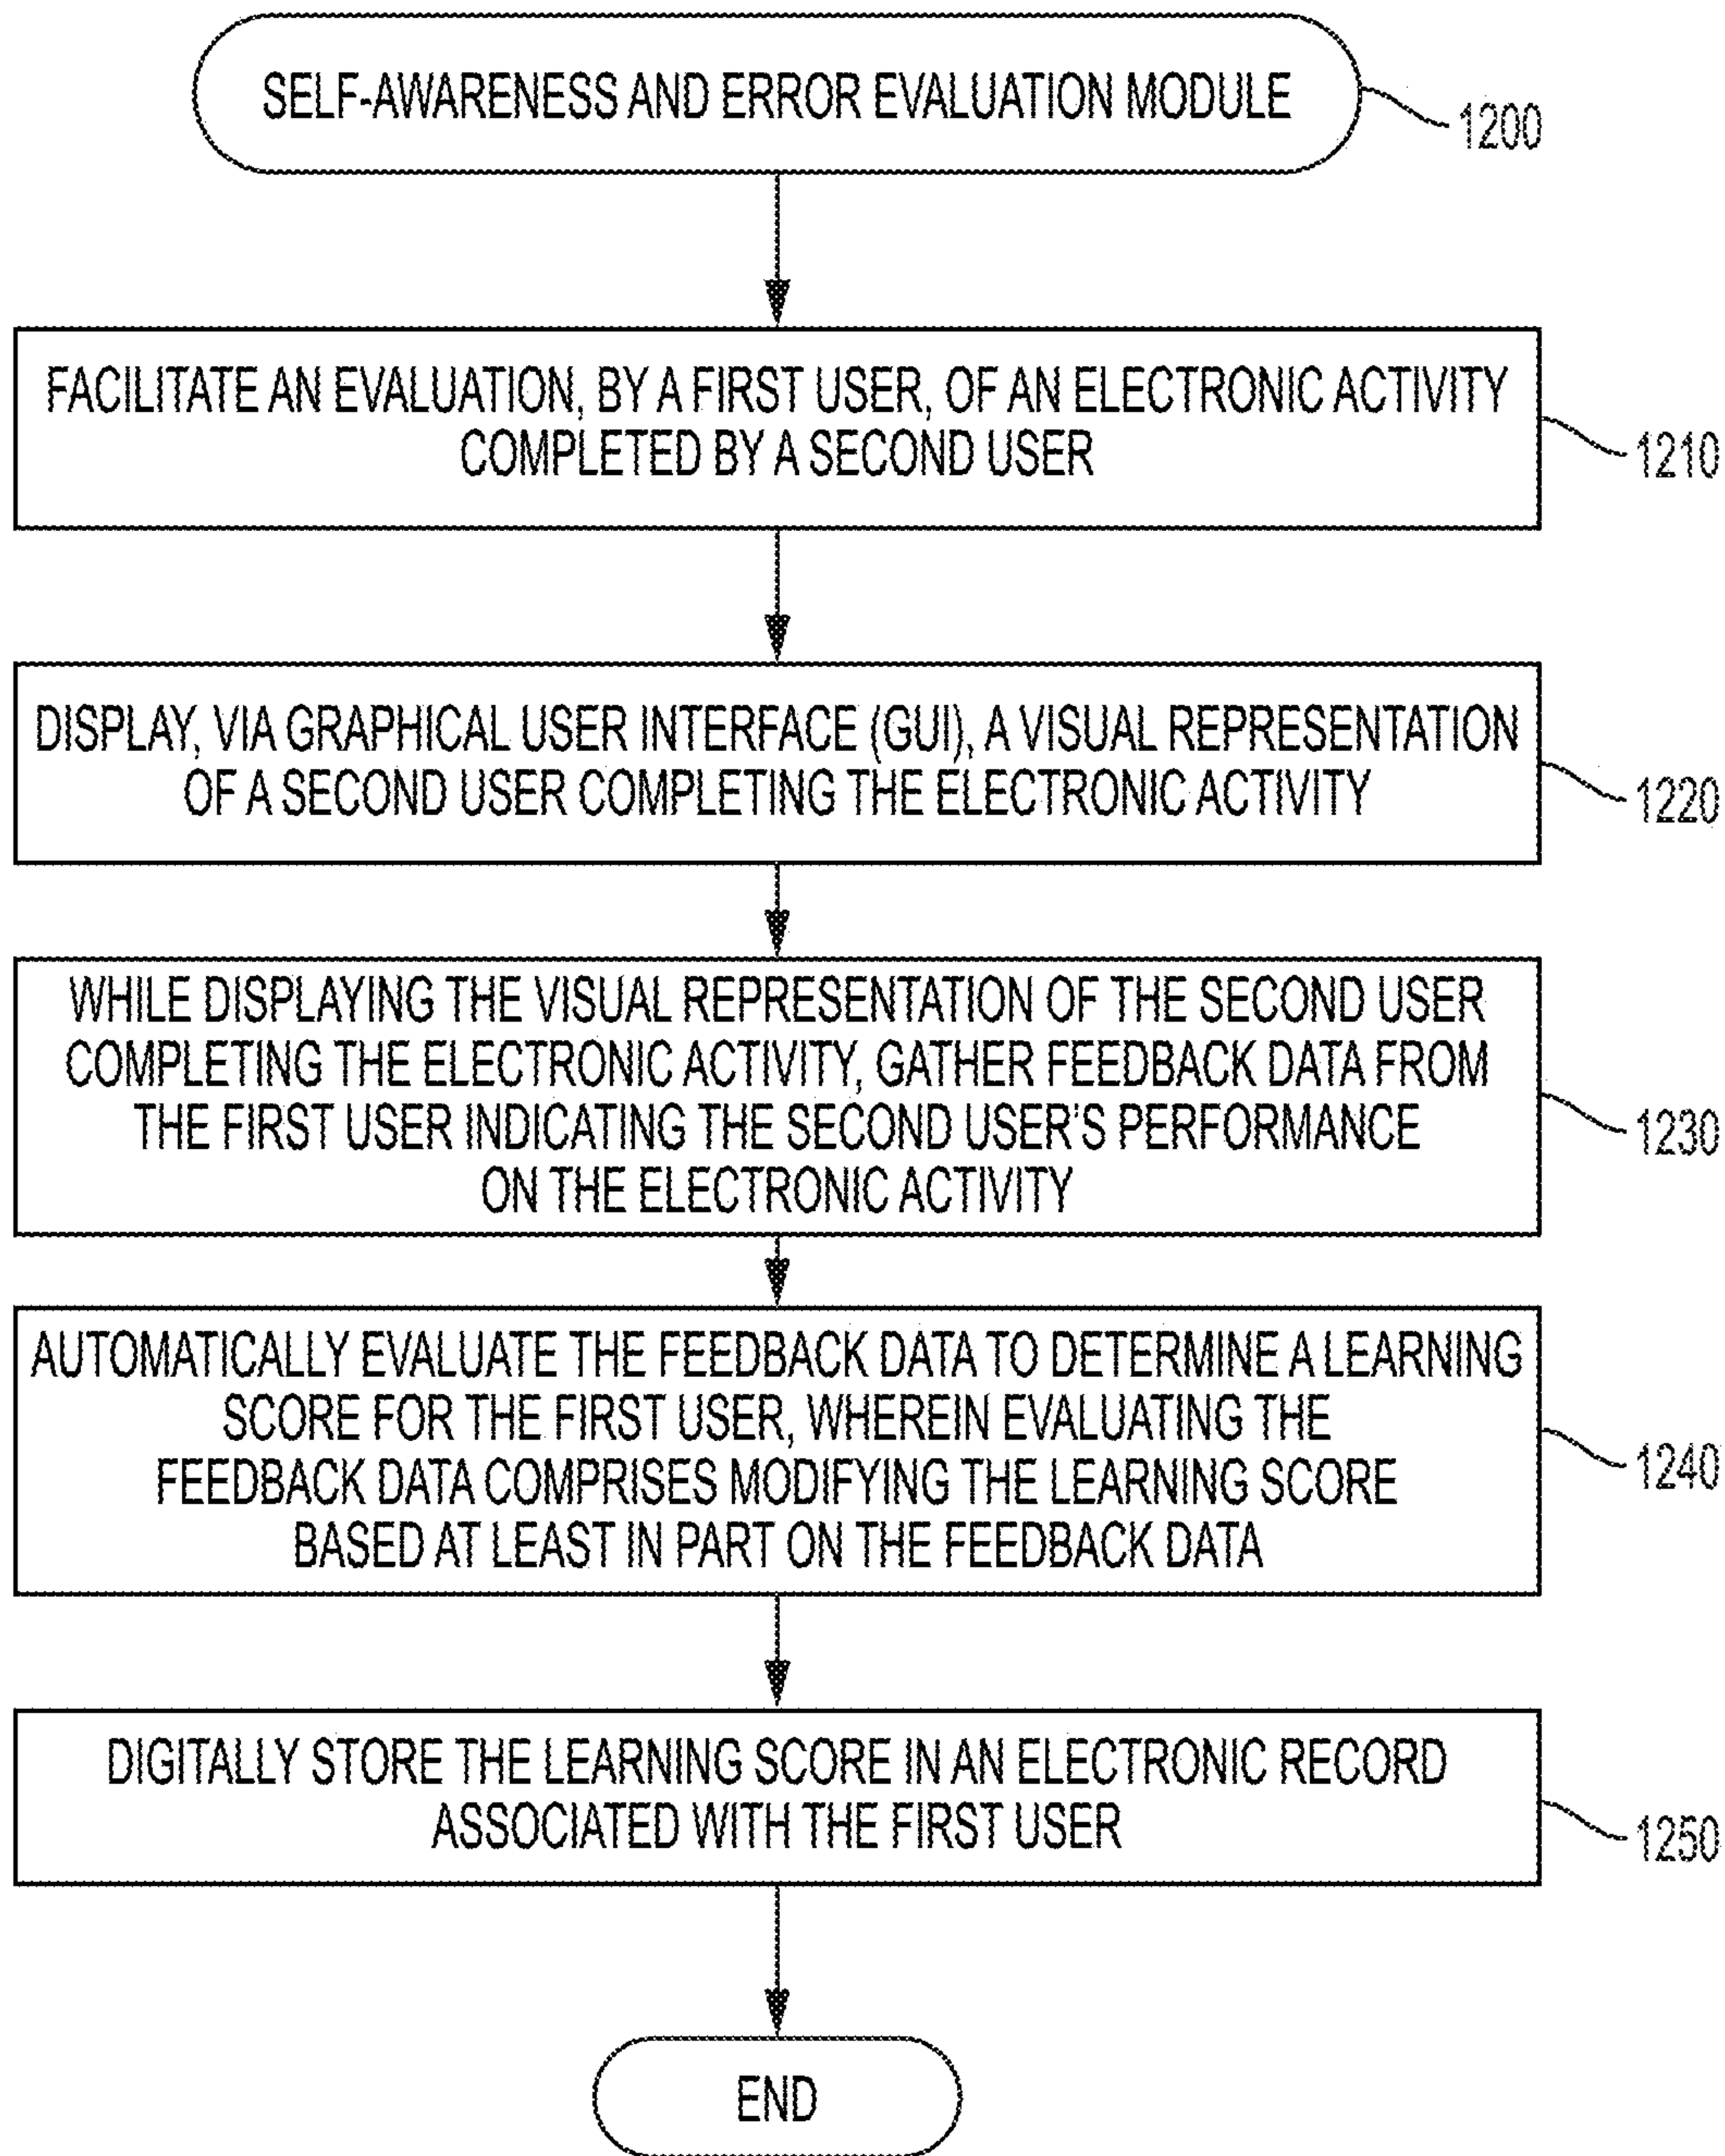 SELF-AWARENESS AND ERROR EVALUATION MODULE
1200
FACILITATE AN EVALUATION, BY A FIRST USER, OF AN ELECTRONIC ACTIVITY
COMPLETED BY A SECOND USER
1210
DISPLAY, VIA GRAPHICAL USER INTERFACE (GUI), A VISUAL REPRESENTATION
OF A SECOND USER COMPLETING THE ELECTRONIC ACTIVITY
1220
WHILE DISPLAYING THE VISUAL REPRESENTATION OF THE SECOND USER
COMPLETING THE ELECTRONIC ACTIVITY, GATHER FEEDBACK DATA FROM
THE FIRST USER INDICATING THE SECOND USER'S PERFORMANCE
ON THE ELECTRONIC ACTIVITY
1230
AUTOMATICALLY EVALUATE THE FEEDBACK DATA TO DETERMINE A LEARNING
SCORE FOR THE FIRST USER, WHEREIN EVALUATING THE
FEEDBACK DATA COMPRISES MODIFYING THE LEARNING SCORE
BASED AT LEAST IN PART ON THE FEEDBACK DATA
1240
DIGITALLY STORE THE LEARNING SCORE IN AN ELECTRONIC RECORD
ASSOCIATED WITH THE FIRST USER
1250
END